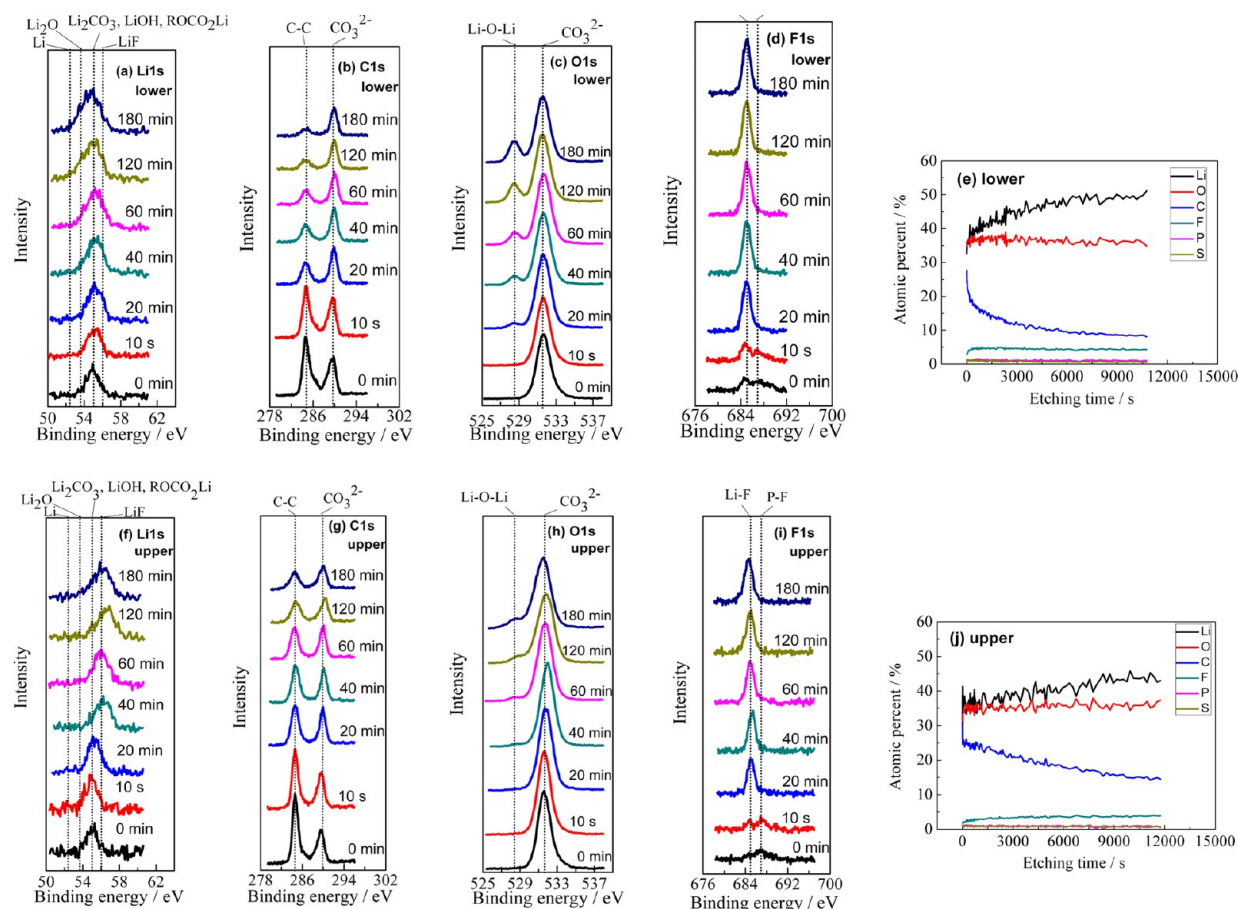 Li₂CO₃, LiOH, ROCO₂Li
Li₂O
Li
LiF
(a) Li1s
lower
180 min
120 min
60 min
40 min
20 min
10 s
0 min
Intensity
50 54 58 61
Binding energy / eV
C-C
CO₃²⁻
(b) C1s
lower
180 min
120 min
60 min
40 min
20 min
10 s
0 min
Intensity
278 286 294 302
Binding energy / eV
Li-O-Li
CO₃²⁻
(c) O1s
lower
180 min
120 min
60 min
40 min
20 min
10 s
0 min
Intensity
525 529 533 537
Binding energy / eV
(d) F1s
lower
180 min
120 min
60 min
40 min
20 min
10 s
0 min
Intensity
676 684 692 700
Binding energy / eV
(e) lower
Li
O
C
F
P
S
60
50
40
30
20
10
0
Atomic percent / %
0 3000 6000 9000 12000 15000
Etching time / s
Li₂CO₃, LiOH, ROCO₂Li
Li₂O
Li
LiF
(f) Li1s
upper
180 min
120 min
60 min
40 min
20 min
10 s
0 min
Intensity
50 54 58 62
Binding energy / eV
C-C
CO₃²⁻
(g) C1s
upper
180 min
120 min
60 min
40 min
20 min
10 s
0 min
Intensity
278 286 294 302
Binding energy / eV
Li-O-Li
CO₃²⁻
(h) O1s
upper
180 min
120 min
60 min
40 min
20 min
10 s
0 min
Intensity
525 529 533 537
Binding energy / eV
Li-F
P-F
(i) F1s
upper
180 min
120 min
60 min
40 min
20 min
10 s
0 min
Intensity
676 684 692 700
Binding energy / eV
(j) upper
Li
O
C
F
P
S
60
50
40
30
20
10
0
Atomic percent / %
0 3000 6000 9000 12000 15000
Etching time / s